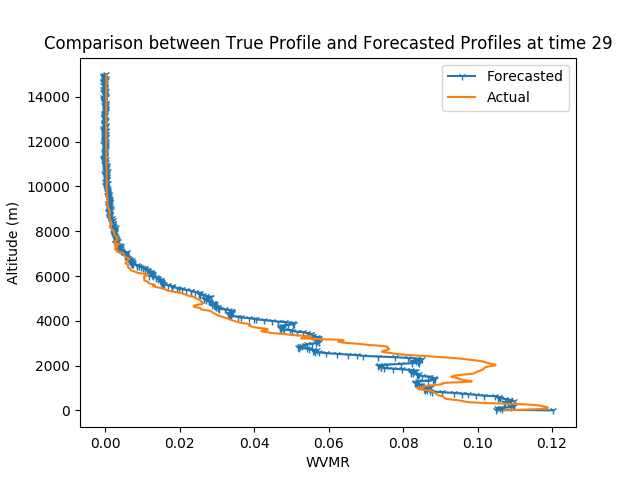 Comparison between True Profile and Forecasted Profiles at time 29
Forecasted
Actual
14000
12000
10000
8000
6000
4000
2000
0
Altitude (m)
0.00 0.02 0.04 0.06 0.08 0.10 0.12
WVMR